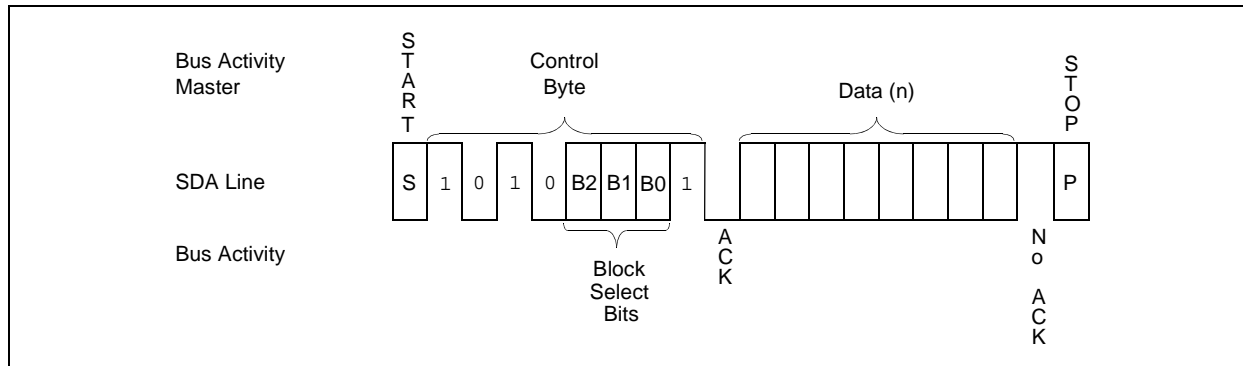 Bus Activity
Master
START
Control
Byte
Data (n)
STOP
SDA Line
S 1 0 1 0 B2 B1 B0 1 P
Bus Activity
ACK
No ACK
Block
Select
Bits